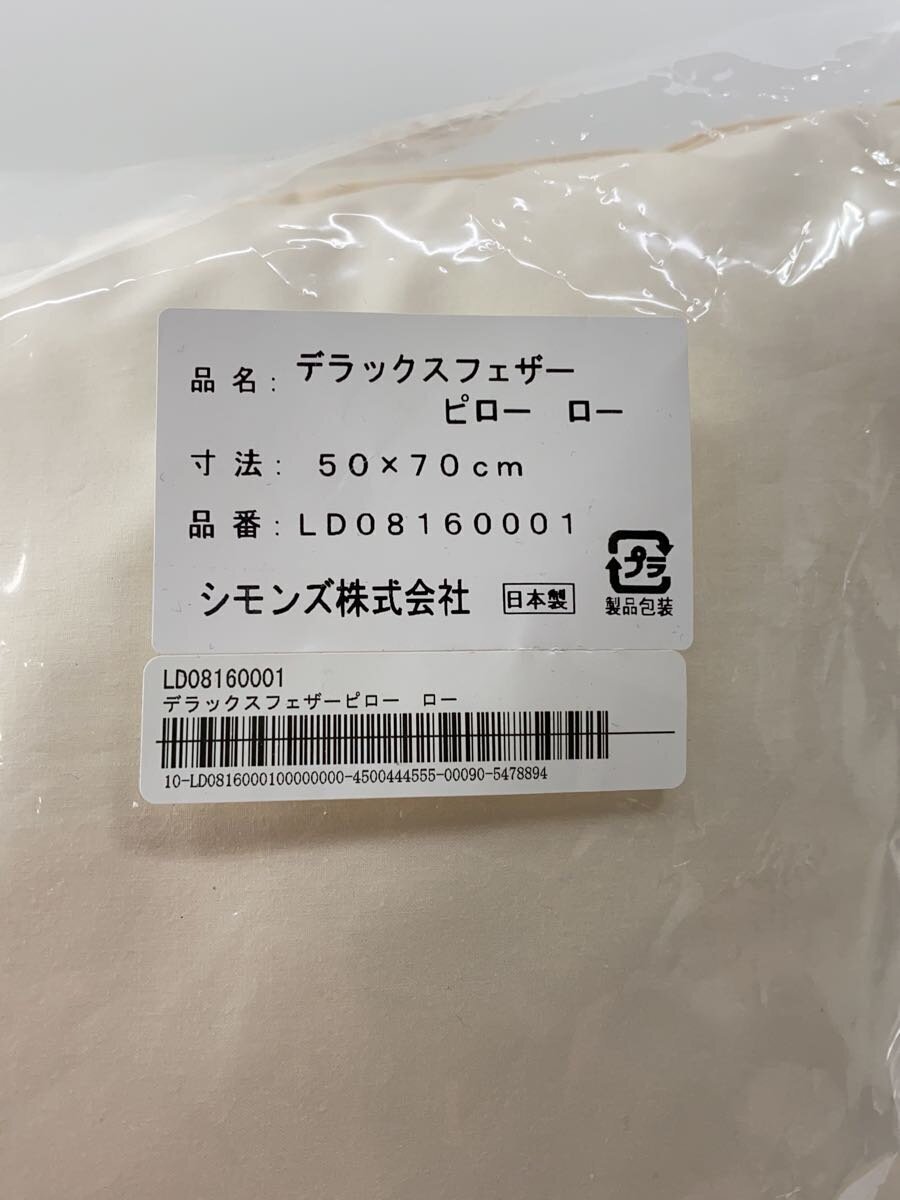 品名：デラックスフェザー
ピロー　ロー
寸法：　５０×７０ｃｍ
品番：ＬＤ０８１６０００１
シモンズ株式会社　日本製
プラ
製品包装
LD08160001
デラックスフェザーピロー　ロー
10-LD0816000100000000-4500444555-00090-5478894